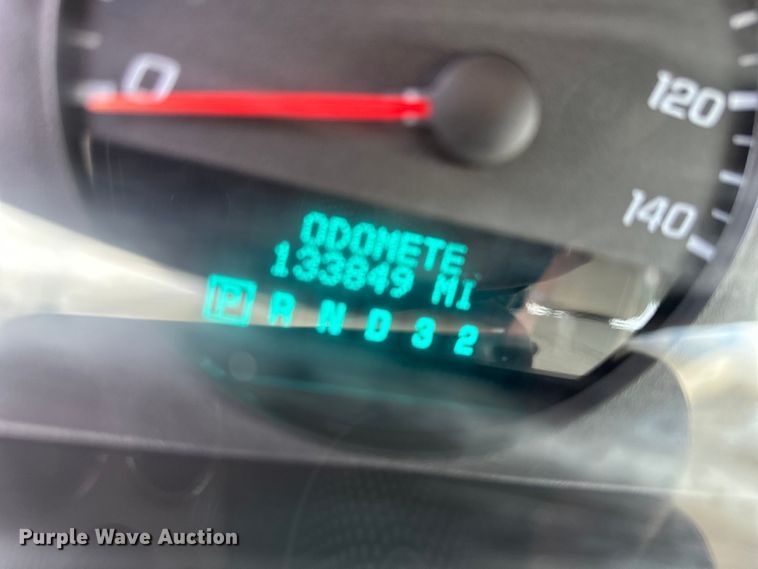 0
120
140
ODOMETE
133849 MI
P R N D 3 2
Purple Wave Auction